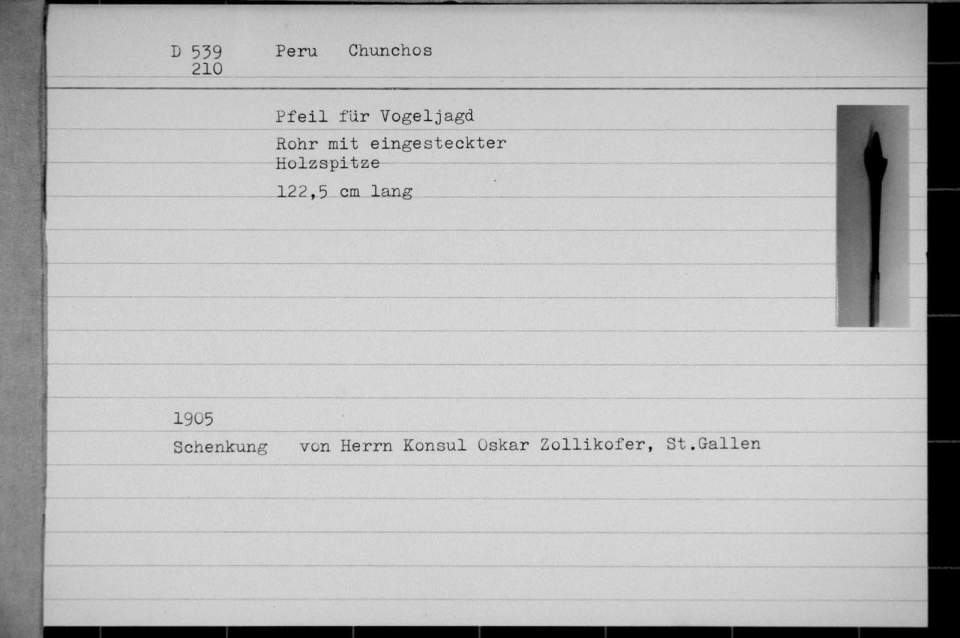 D 539 Peru Chunchos
210
Pfeil für Vogeljagd
Rohr mit eingesteckter
Holzspitze
122,5 cm lang
1905
Schenkung von Herrn Konsul Oskar Zollikofer, St.Gallen